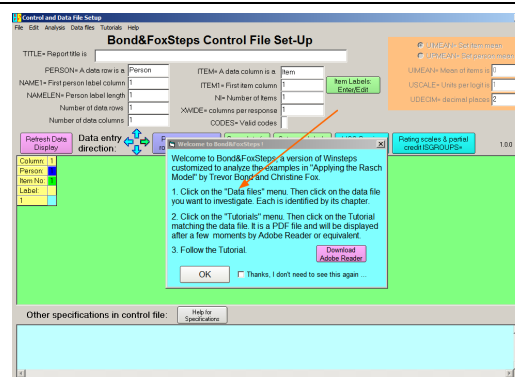 Control and Data File Setup
File Edit Analysis Data files Tutorials Help
Bond&FoxSteps Control File Set-Up
TITLE= Report title is
PERSON= A data row is a Person
NAME1= First person label column 1
NAMELEN= Person label length 1
Number of data rows 1
Number of data columns 1
ITEM= A data column is a Item
ITEM1= First item column 1
NI= Number of Items 1
XWIDE= columns per response 1
CODES= Valid codes
Item Labels:
Enter/Edit
UIMEAN= Set item mean
UPMEAN= Set person mean
UMEAN= Mean of items is 0
USCALE= Units per logit is 1
UDECIM= decimal places 2
Refresh Data
Display
Data entry
direction:
Rating scale & partial
credit ISGROUPS=
1.0.0
Column: 1
Person:
Item No: 1
Label:
1
Welcome to Bond&FoxSteps!
Welcome to Bond&FoxSteps, a version of Winsteps
customized to analyze the examples in "Applying the Rasch
Model" by Trevor Bond and Christine Fox.
1. Click on the "Data files" menu. Then click on the data file
you want to investigate. Each is identified by its chapter.
2. Click on the "Tutorials" menu. Then click on the Tutorial
matching the data file. It is a PDF file and will be displayed
after a few moments by Adobe Reader or equivalent.
3. Follow the Tutorial.
Download
Adobe Reader
OK
Thanks, I don't need to see this again ...
Other specifications in control file:
Help for
Specifications